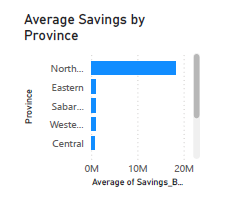 Average Savings by
Province
North...
Eastern
Sabar...
Weste...
Central
Province
0M 10M 20M
Average of Savings_B...